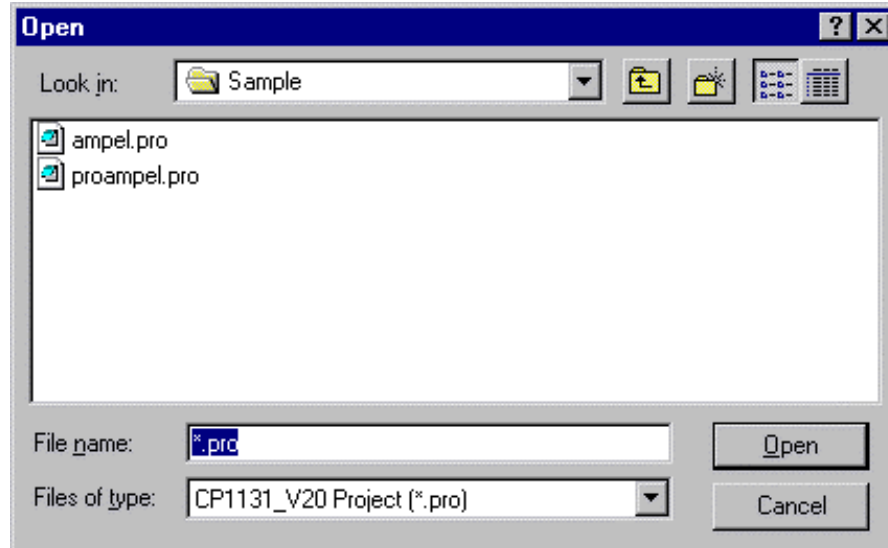 Open
Look in: Sample
ampel.pro
proampel.pro
File name: *.pro Open
Files of type: CP1131_V20 Project (*.pro) Cancel